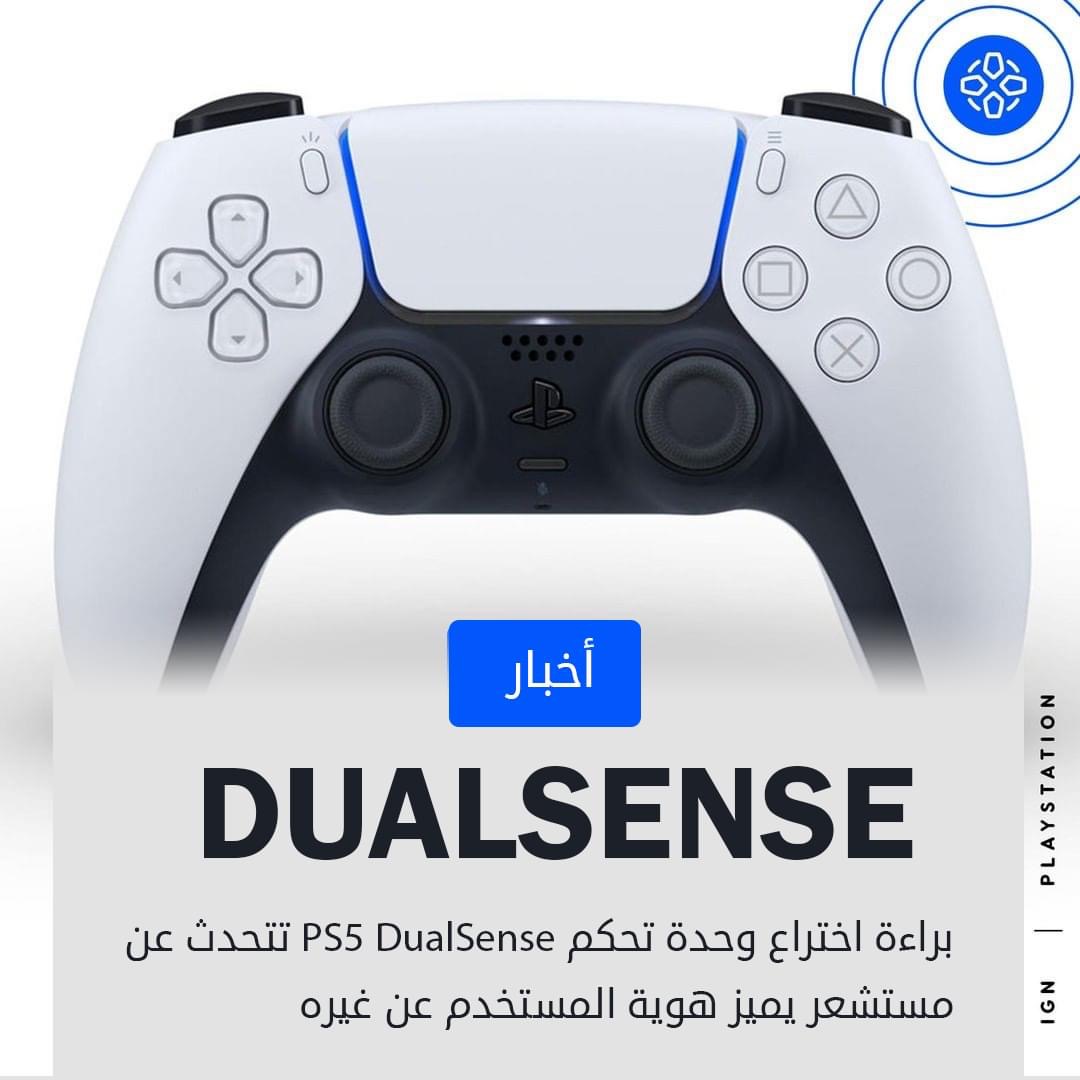 أخبار
DUALSENSE
براءة اختراع وحدة تحكم PS5 DualSense تتحدث عن
مستشعر يميز هوية المستخدم عن غيره
IGN | PLAYSTATION